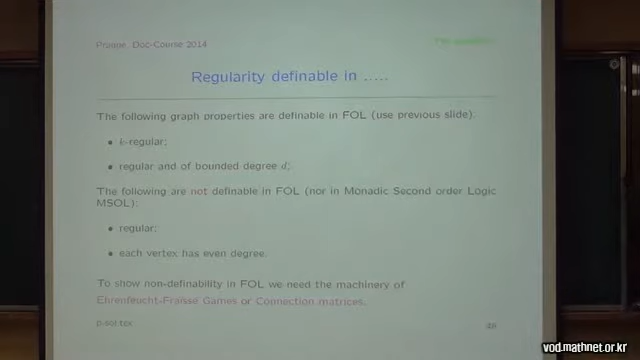 Prague, Doc-Course 2014
Regularity definable in .....
The following graph properties are definable in FOL (use previous slide):
• k-regular;
• regular and of bounded degree d;
The following are not definable in FOL (nor in Monadic Second order Logic
MSOL):
• regular;
• each vertex has even degree.
To show non-definability in FOL we need the machinery of
Ehrenfeucht-Fraisse Games or Connection matrices.
vod.mathnet.or.kr